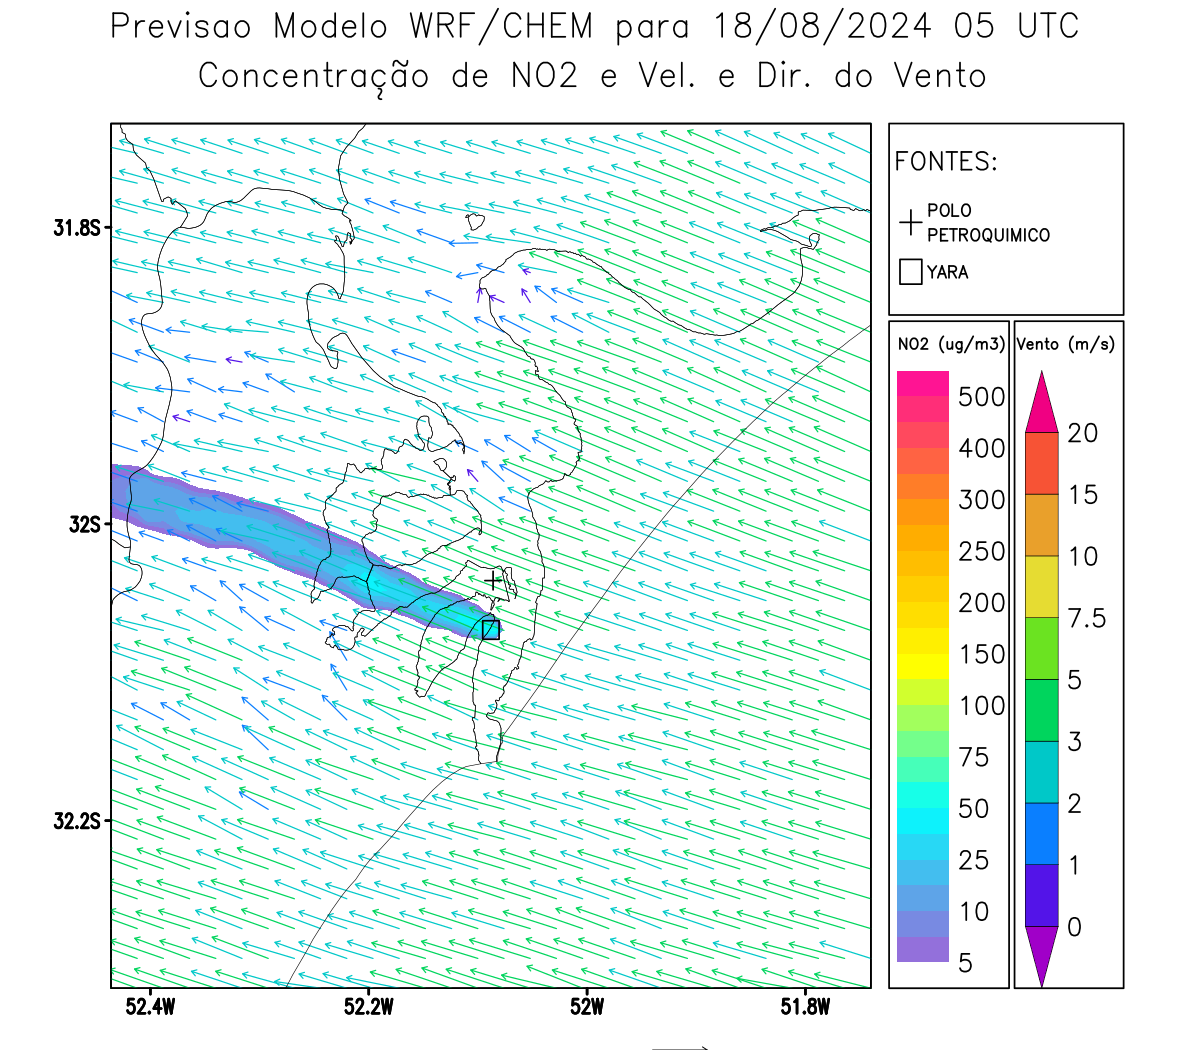 Previsao Modelo WRF/CHEM para 18/08/2024 05 UTC
Concentração de NO2 e Vel. e Dir. do Vento
FONTES:
POLO
PETROQUIMICO
YARA
31.8S
32S
32.2S
52.4W
52.2W
52W
51.8W
NO2 (ug/m3)
500
400
300
250
200
150
100
75
50
25
10
5
Vento (m/s)
20
15
10
7.5
5
3
2
1
0